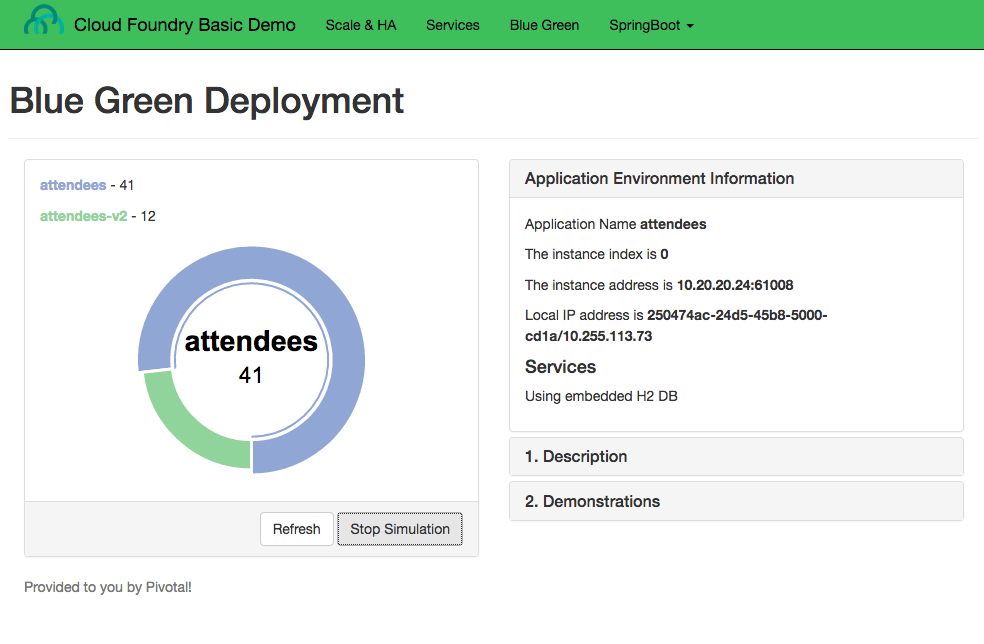 Cloud Foundry Basic Demo Scale & HA Services Blue Green SpringBoot
Blue Green Deployment
attendees - 41
attendees-v2 - 12
attendees
41
Refresh Stop Simulation
Application Environment Information
Application Name attendees
The instance index is 0
The instance address is 10.20.20.24:61008
Local IP address is 250474ac-24d5-45b8-5000-
cd1a/10.255.113.73
Services
Using embedded H2 DB
1. Description
2. Demonstrations
Provided to you by Pivotal!